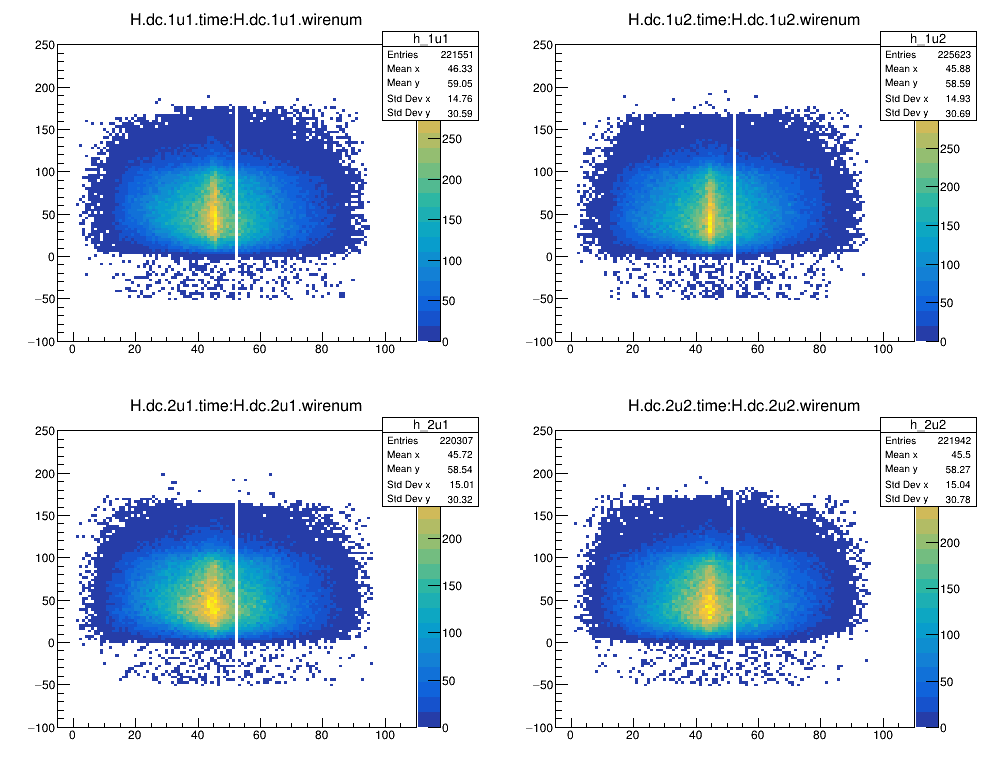 H.dc.1u1.time:H.dc.1u1.wirenum
h_1u1
Entries 221551
Mean x 46.33
Mean y 59.05
Std Dev x 14.76
Std Dev y 30.59
250
200
150
100
50
0
−50
−100
0 20 40 60 80 100
250
200
150
100
50
0
H.dc.1u2.time:H.dc.1u2.wirenum
h_1u2
Entries 225623
Mean x 45.88
Mean y 58.59
Std Dev x 14.93
Std Dev y 30.69
250
200
150
100
50
0
−50
−100
0 20 40 60 80 100
250
200
150
100
50
0
H.dc.2u1.time:H.dc.2u1.wirenum
h_2u1
Entries 220307
Mean x 45.72
Mean y 58.54
Std Dev x 15.01
Std Dev y 30.32
250
200
150
100
50
0
−50
−100
0 20 40 60 80 100
200
150
100
50
0
H.dc.2u2.time:H.dc.2u2.wirenum
h_2u2
Entries 221942
Mean x 45.5
Mean y 58.27
Std Dev x 15.04
Std Dev y 30.78
250
200
150
100
50
0
−50
−100
0 20 40 60 80 100
200
150
100
50
0